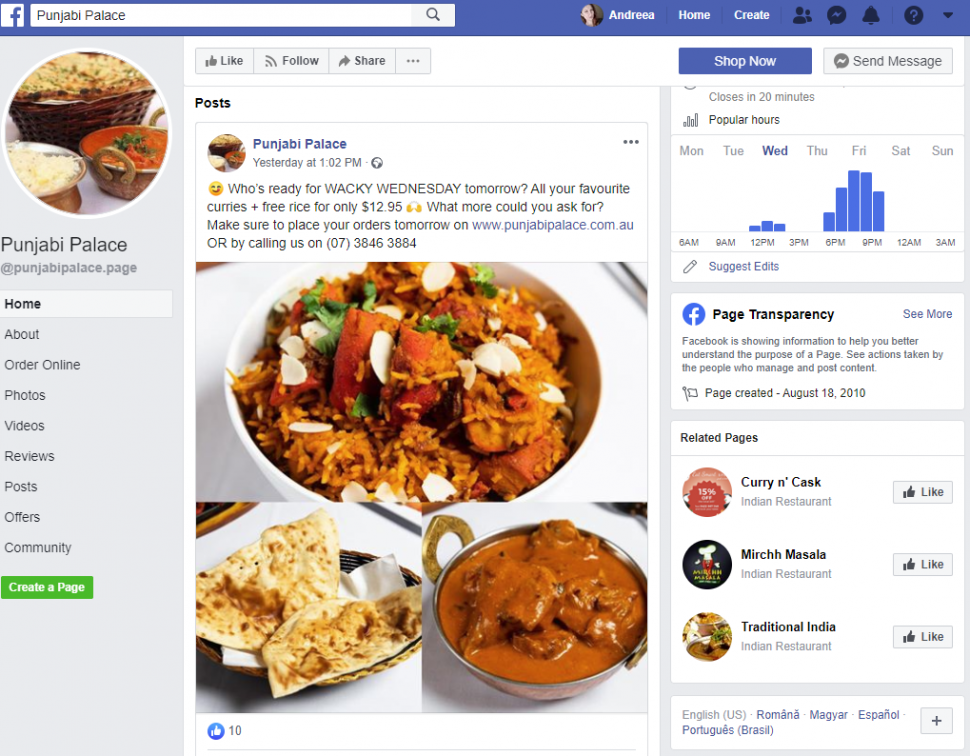 Punjabi Palace
Andreea
Home
Create
Like
Follow
Share
Shop Now
Send Message
Punjabi Palace
@punjabipalace.page
Home
About
Order Online
Photos
Videos
Reviews
Posts
Offers
Community
Create a Page
Posts
Punjabi Palace
Yesterday at 1:02 PM ·
Who's ready for WACKY WEDNESDAY tomorrow? All your favourite
curries + free rice for only $12.95 🙌 What more could you ask for?
Make sure to place your orders tomorrow on www.punjabipalace.com.au
OR by calling us on (07) 3846 3884
10
Closes in 20 minutes
Popular hours
Mon Tue Wed Thu Fri Sat Sun
6AM 9AM 12PM 3PM 6PM 9PM 12AM 3AM
Suggest Edits
Page Transparency
See More
Facebook is showing information to help you better
understand the purpose of a Page. See actions taken by
the people who manage and post content.
Page created - August 18, 2010
Related Pages
15%
OFF
Curry n' Cask
Indian Restaurant
Like
MIRCHH
MASALA
Mirchh Masala
Indian Restaurant
Like
Traditional India
Indian Restaurant
Like
English (US) · Română · Magyar · Español ·
Português (Brasil)